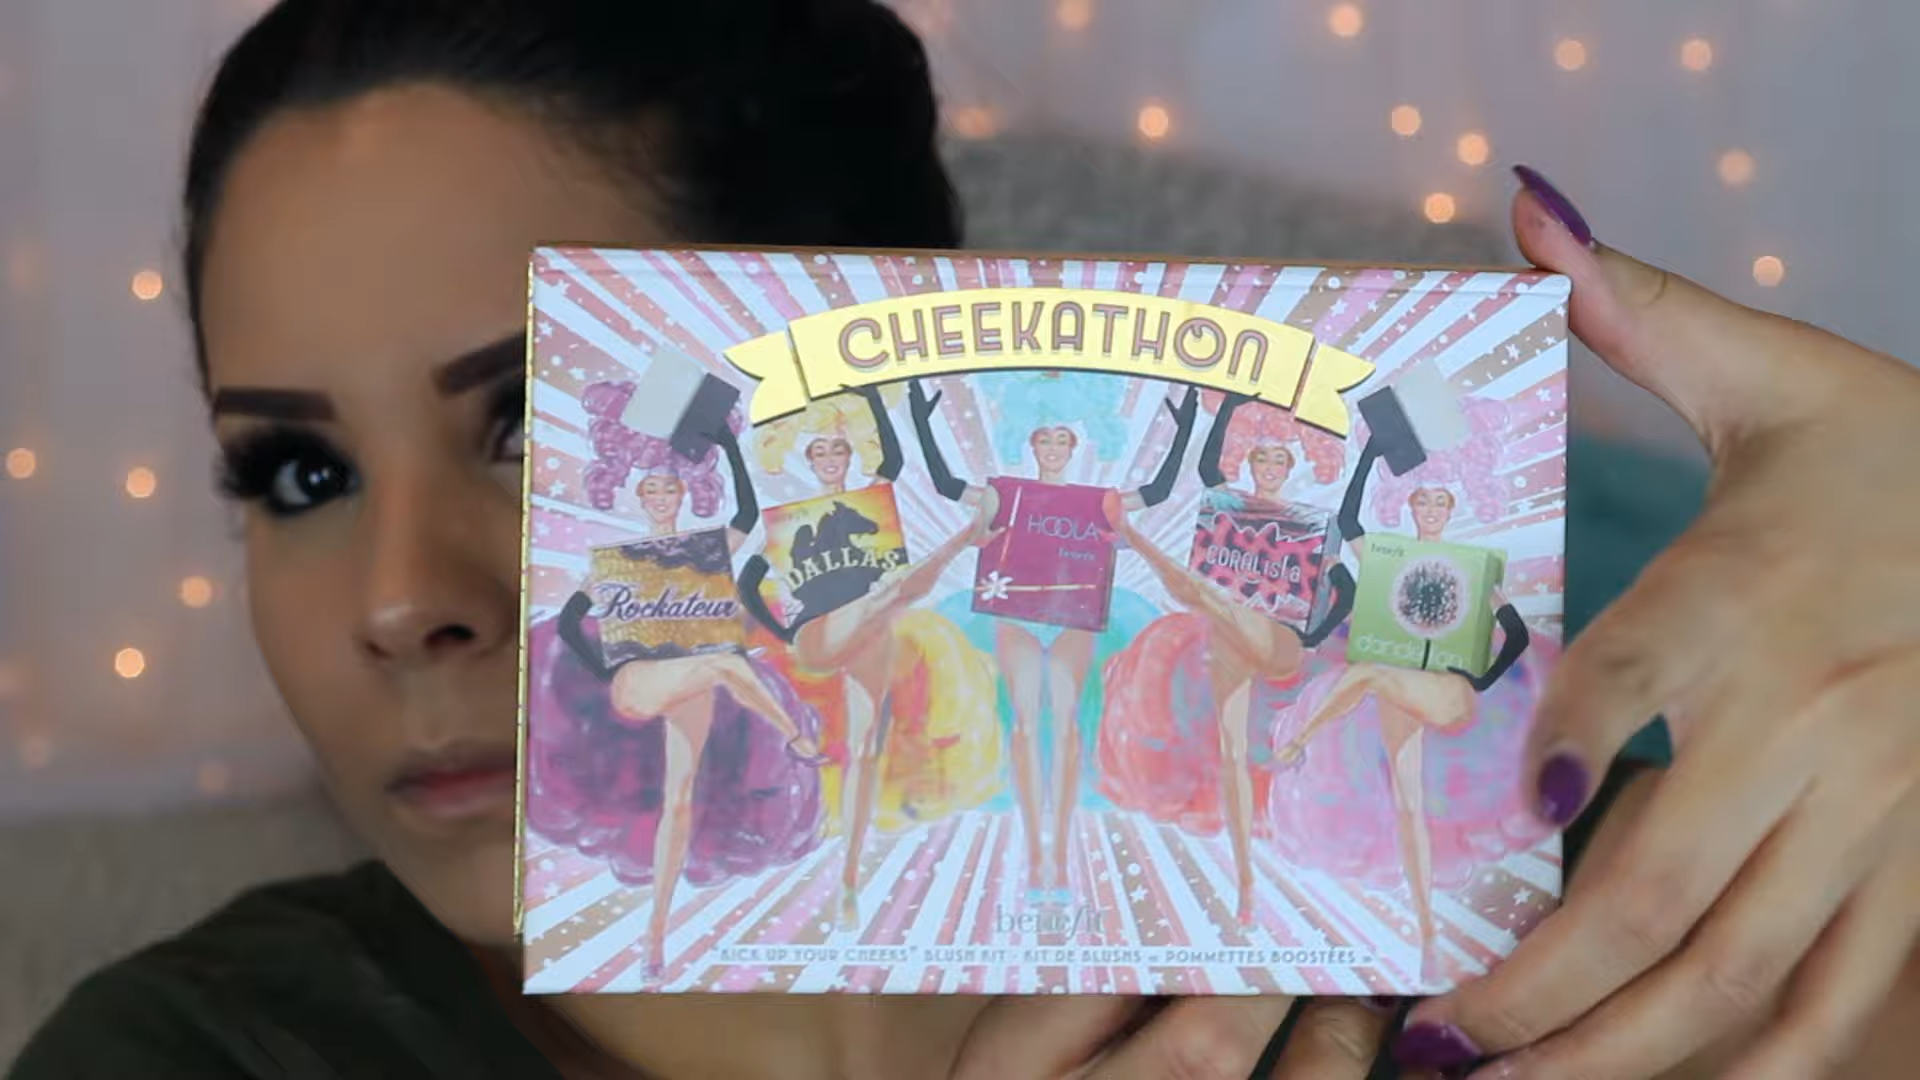 CHEEKATHON
benefit
Rockateur
DALLAS
HOOLA
benefit
CORALista
benefit
dandelion
benefit
"KICK UP YOUR CHEEKS" BLUSH KIT - KIT DE BLUSHS « POMMETTES BOOSTÉES »